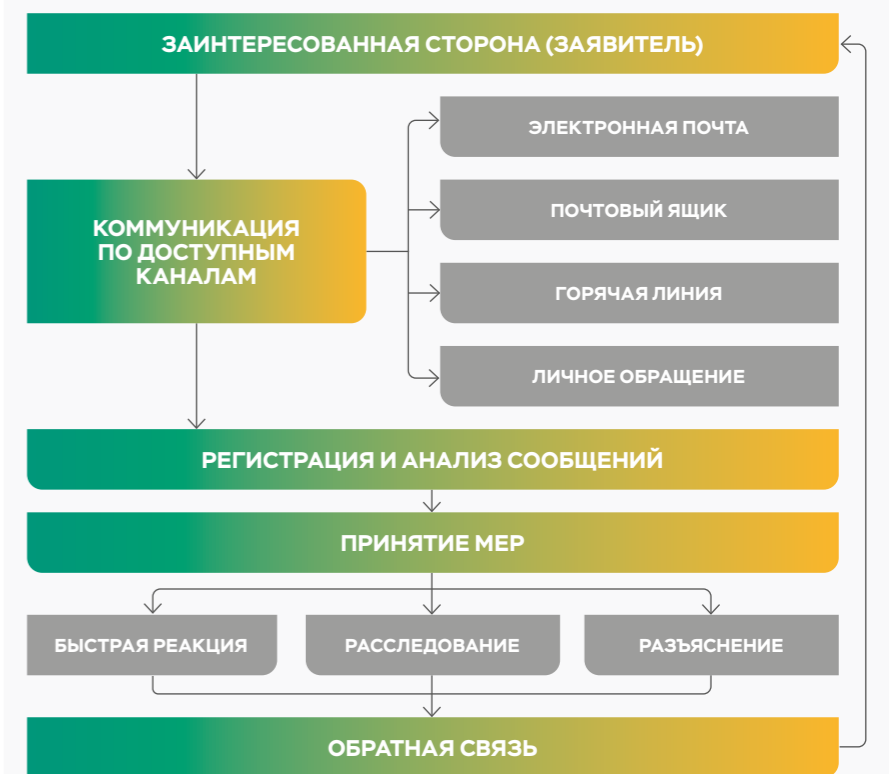 ЗАИНТЕРЕСОВАННАЯ СТОРОНА (ЗАЯВИТЕЛЬ)
КОММУНИКАЦИЯ
ПО ДОСТУПНЫМ
КАНАЛАМ
ЭЛЕКТРОННАЯ ПОЧТА
ПОЧТОВЫЙ ЯЩИК
ГОРЯЧАЯ ЛИНИЯ
ЛИЧНОЕ ОБРАЩЕНИЕ
РЕГИСТРАЦИЯ И АНАЛИЗ СООБЩЕНИЙ
ПРИНЯТИЕ МЕР
БЫСТРАЯ РЕАКЦИЯ
РАССЛЕДОВАНИЕ
РАЗЪЯСНЕНИЕ
ОБРАТНАЯ СВЯЗЬ